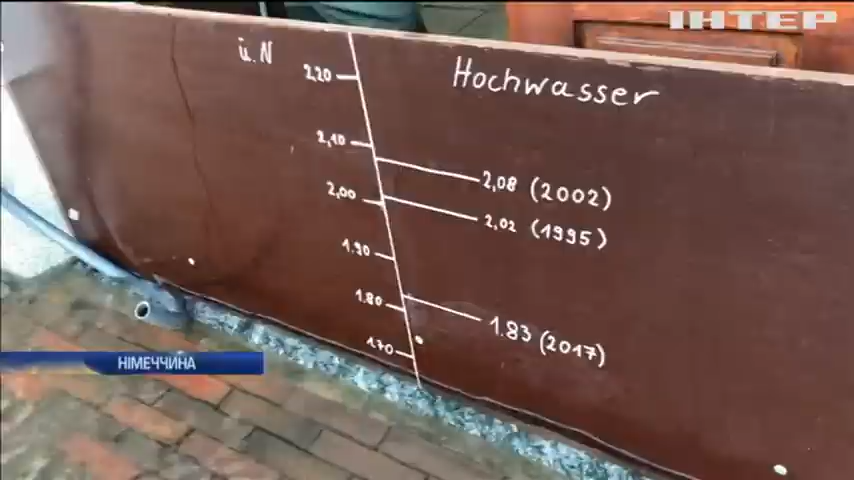 ІНТЕР
ü.N
Hochwasser
2,20
2,10
2,08 (2002)
2,00
2,02 (1995)
1.90
1.80
1.83 (2017)
1.70
НІМЕЧЧИНА